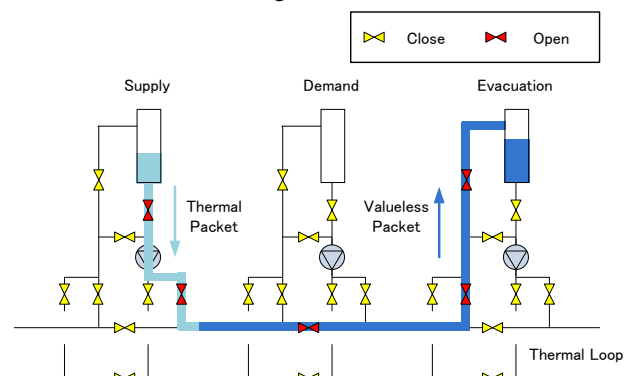 Close
Open
Supply
Demand
Evacuation
Thermal
Packet
Valueless
Packet
Thermal Loop